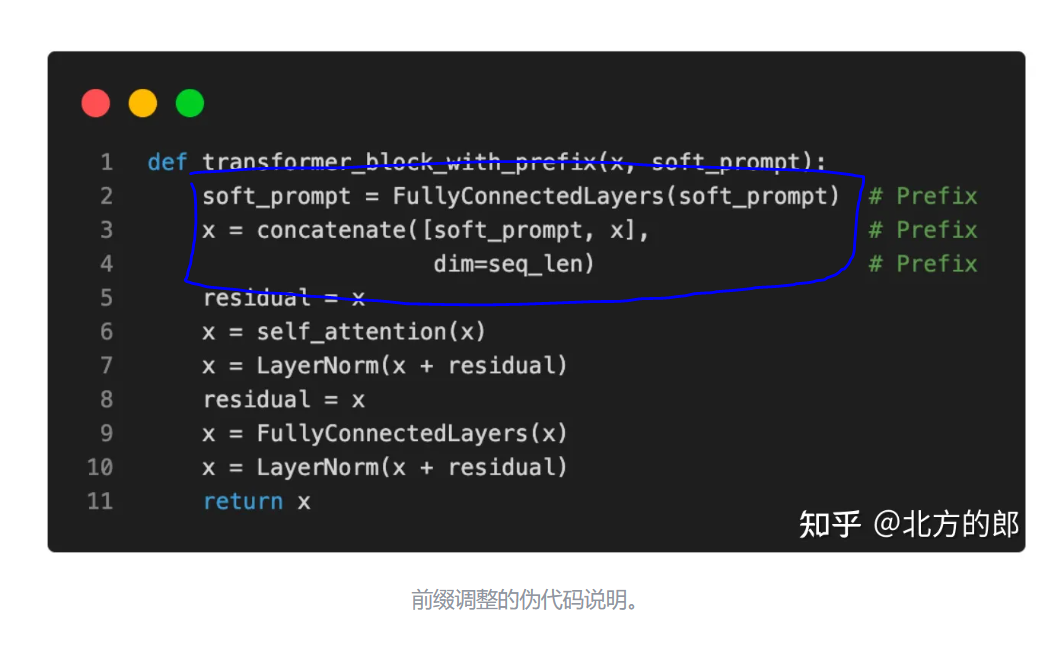 1 def transformer_block_with_prefix(x, soft_prompt):
2 soft_prompt = FullyConnectedLayers(soft_prompt) # Prefix
3 x = concatenate([soft_prompt, x], # Prefix
4 dim=seq_len) # Prefix
5 residual = x
6 x = self_attention(x)
7 x = LayerNorm(x + residual)
8 residual = x
9 x = FullyConnectedLayers(x)
10 x = LayerNorm(x + residual)
11 return x
知乎 @北方的郎
前缀调整的伪代码说明。